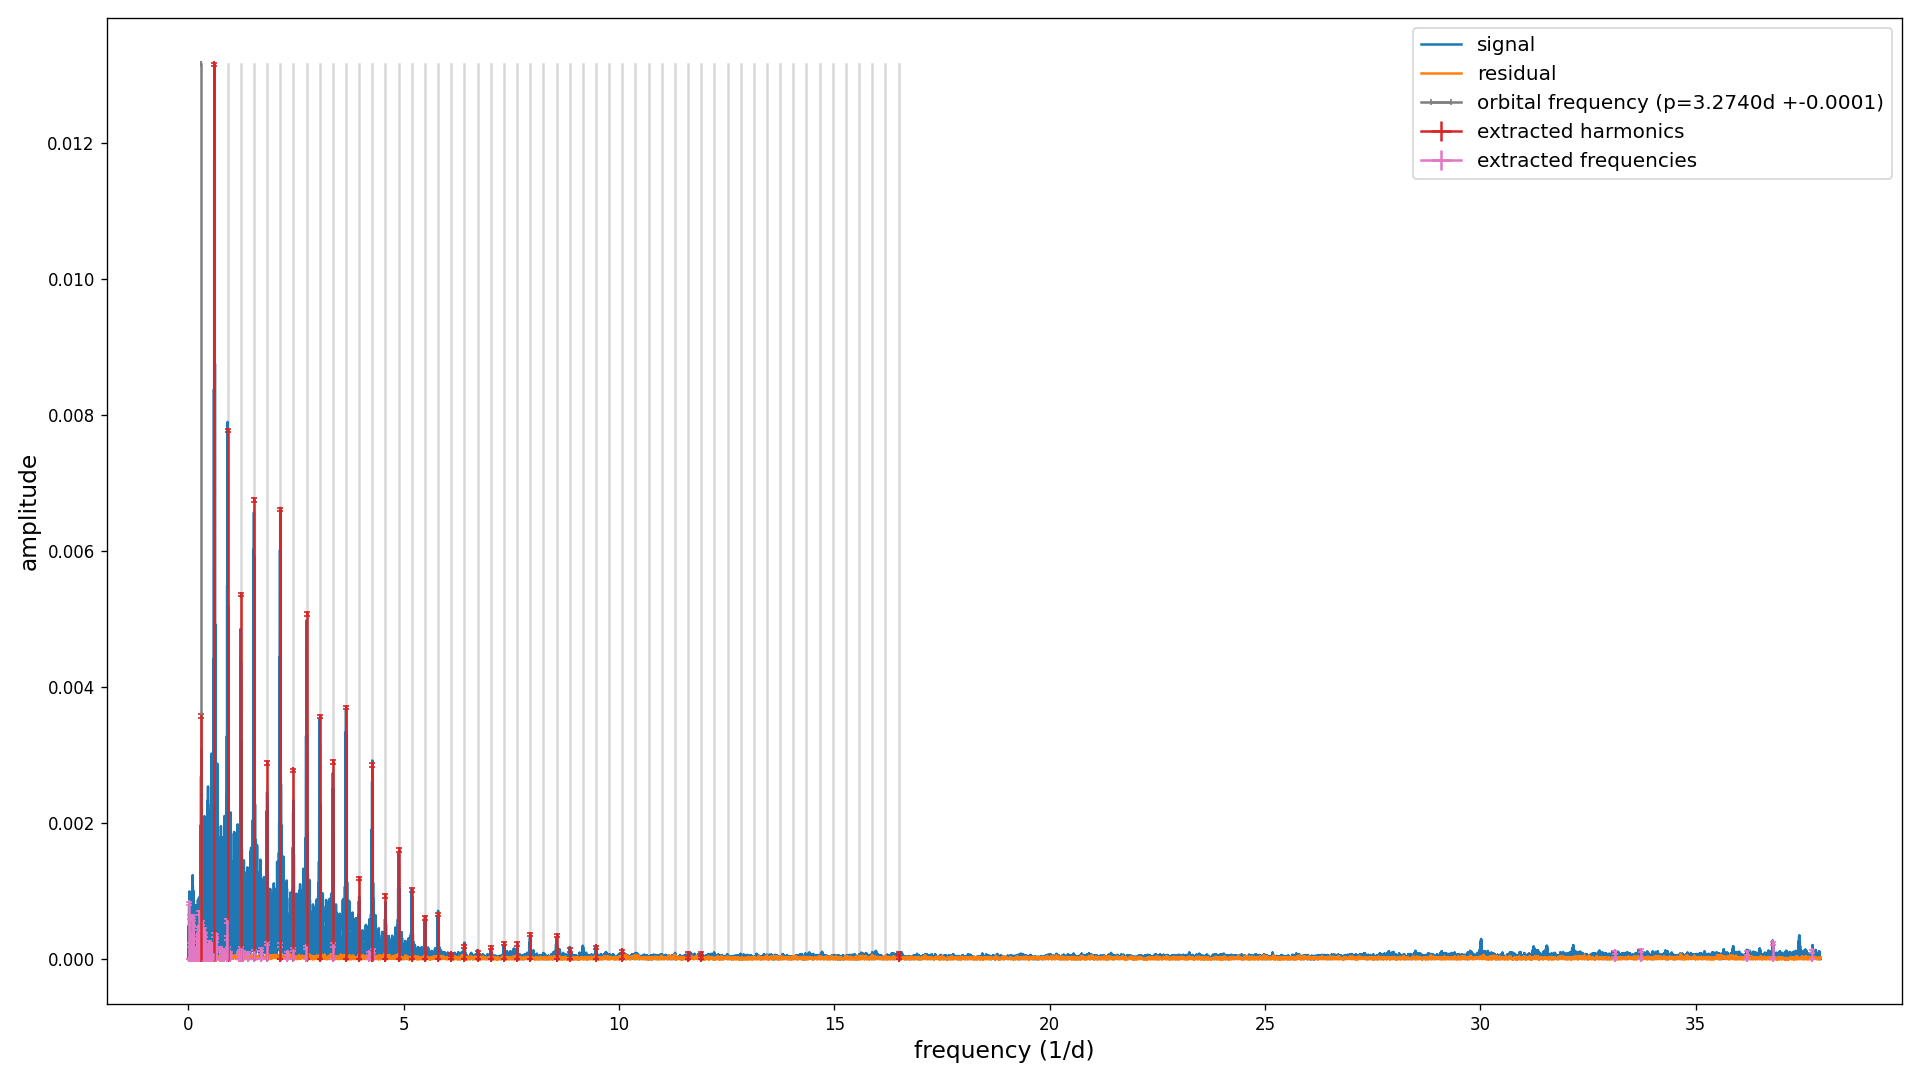 signal
residual
orbital frequency (p=3.2740d +-0.0001)
extracted harmonics
extracted frequencies
amplitude
0.012
0.010
0.008
0.006
0.004
0.002
0.000
0 5 10 15 20 25 30 35
frequency (1/d)